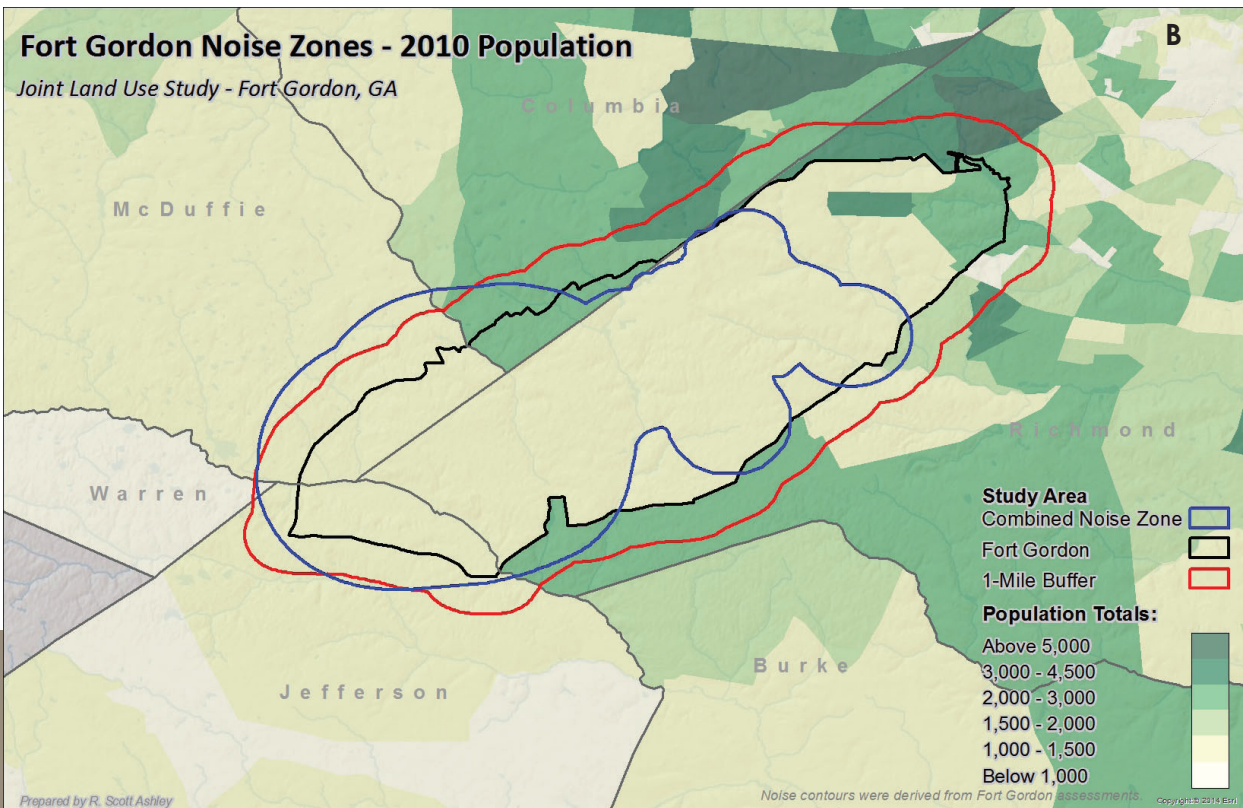 Fort Gordon Noise Zones - 2010 Population
B
Joint Land Use Study - Fort Gordon, GA
Columbia
McDuffie
Richmond
Warren
Burke
Jefferson
Study Area
Combined Noise Zone
Fort Gordon
1-Mile Buffer
Population Totals:
Above 5,000
3,000 - 4,500
2,000 - 3,000
1,500 - 2,000
1,000 - 1,500
Below 1,000
Prepared by R. Scott Ashley
Noise contours were derived from Fort Gordon assessments.
Copyright:© 2014 Esri